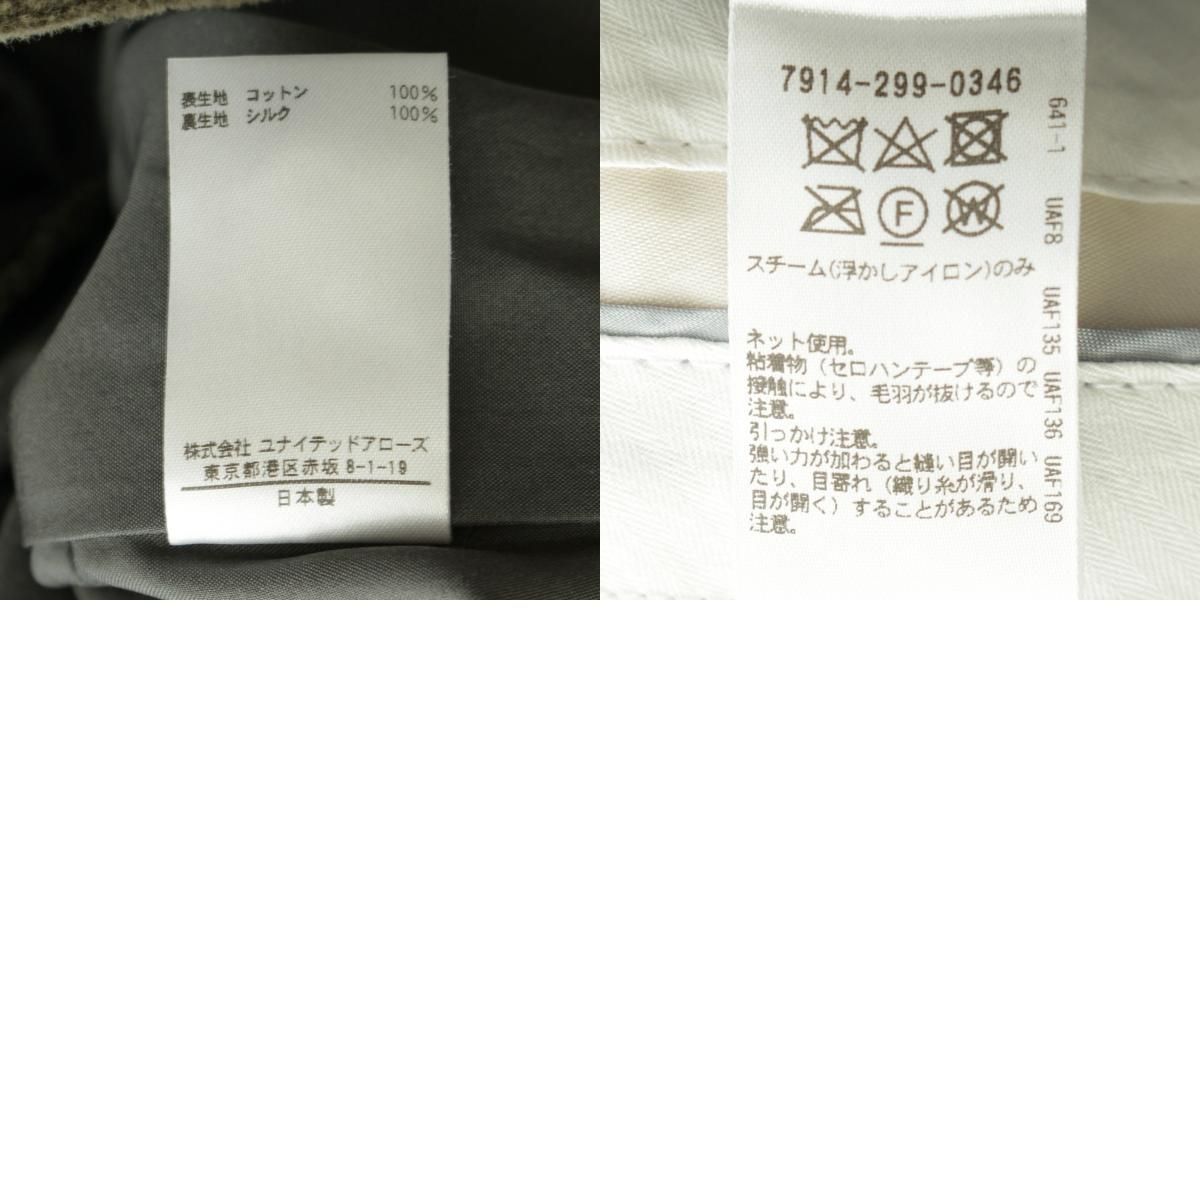 表生地 コットン 100%
裏生地 シルク 100%
株式会社 ユナイテッドアローズ
東京都港区赤坂 8-1-19
日本製
7914-299-0346
F
W
スチーム(浮かしアイロン)のみ
ネット使用。
粘着物（セロハンテープ等）の
接触により、毛羽が抜けるので
注意。
引っかけ注意。
強い力が加わると縫い目が開い
たり、目寄れ（織り糸が滑り、
目が開く）することがあるため
注意。
641-1 UAF8 UAF135 UAF136 UAF169